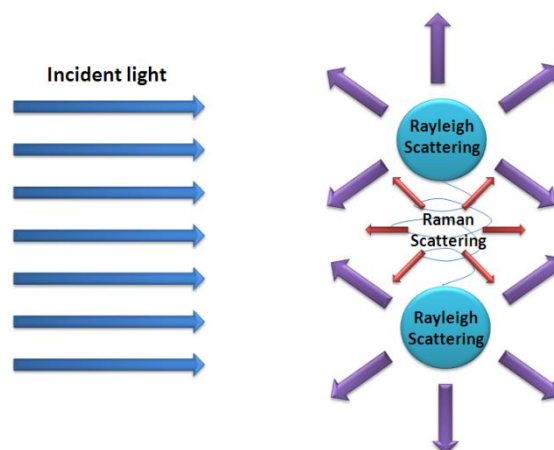 Incident light
Rayleigh
Scattering
Raman
Scattering
Rayleigh
Scattering